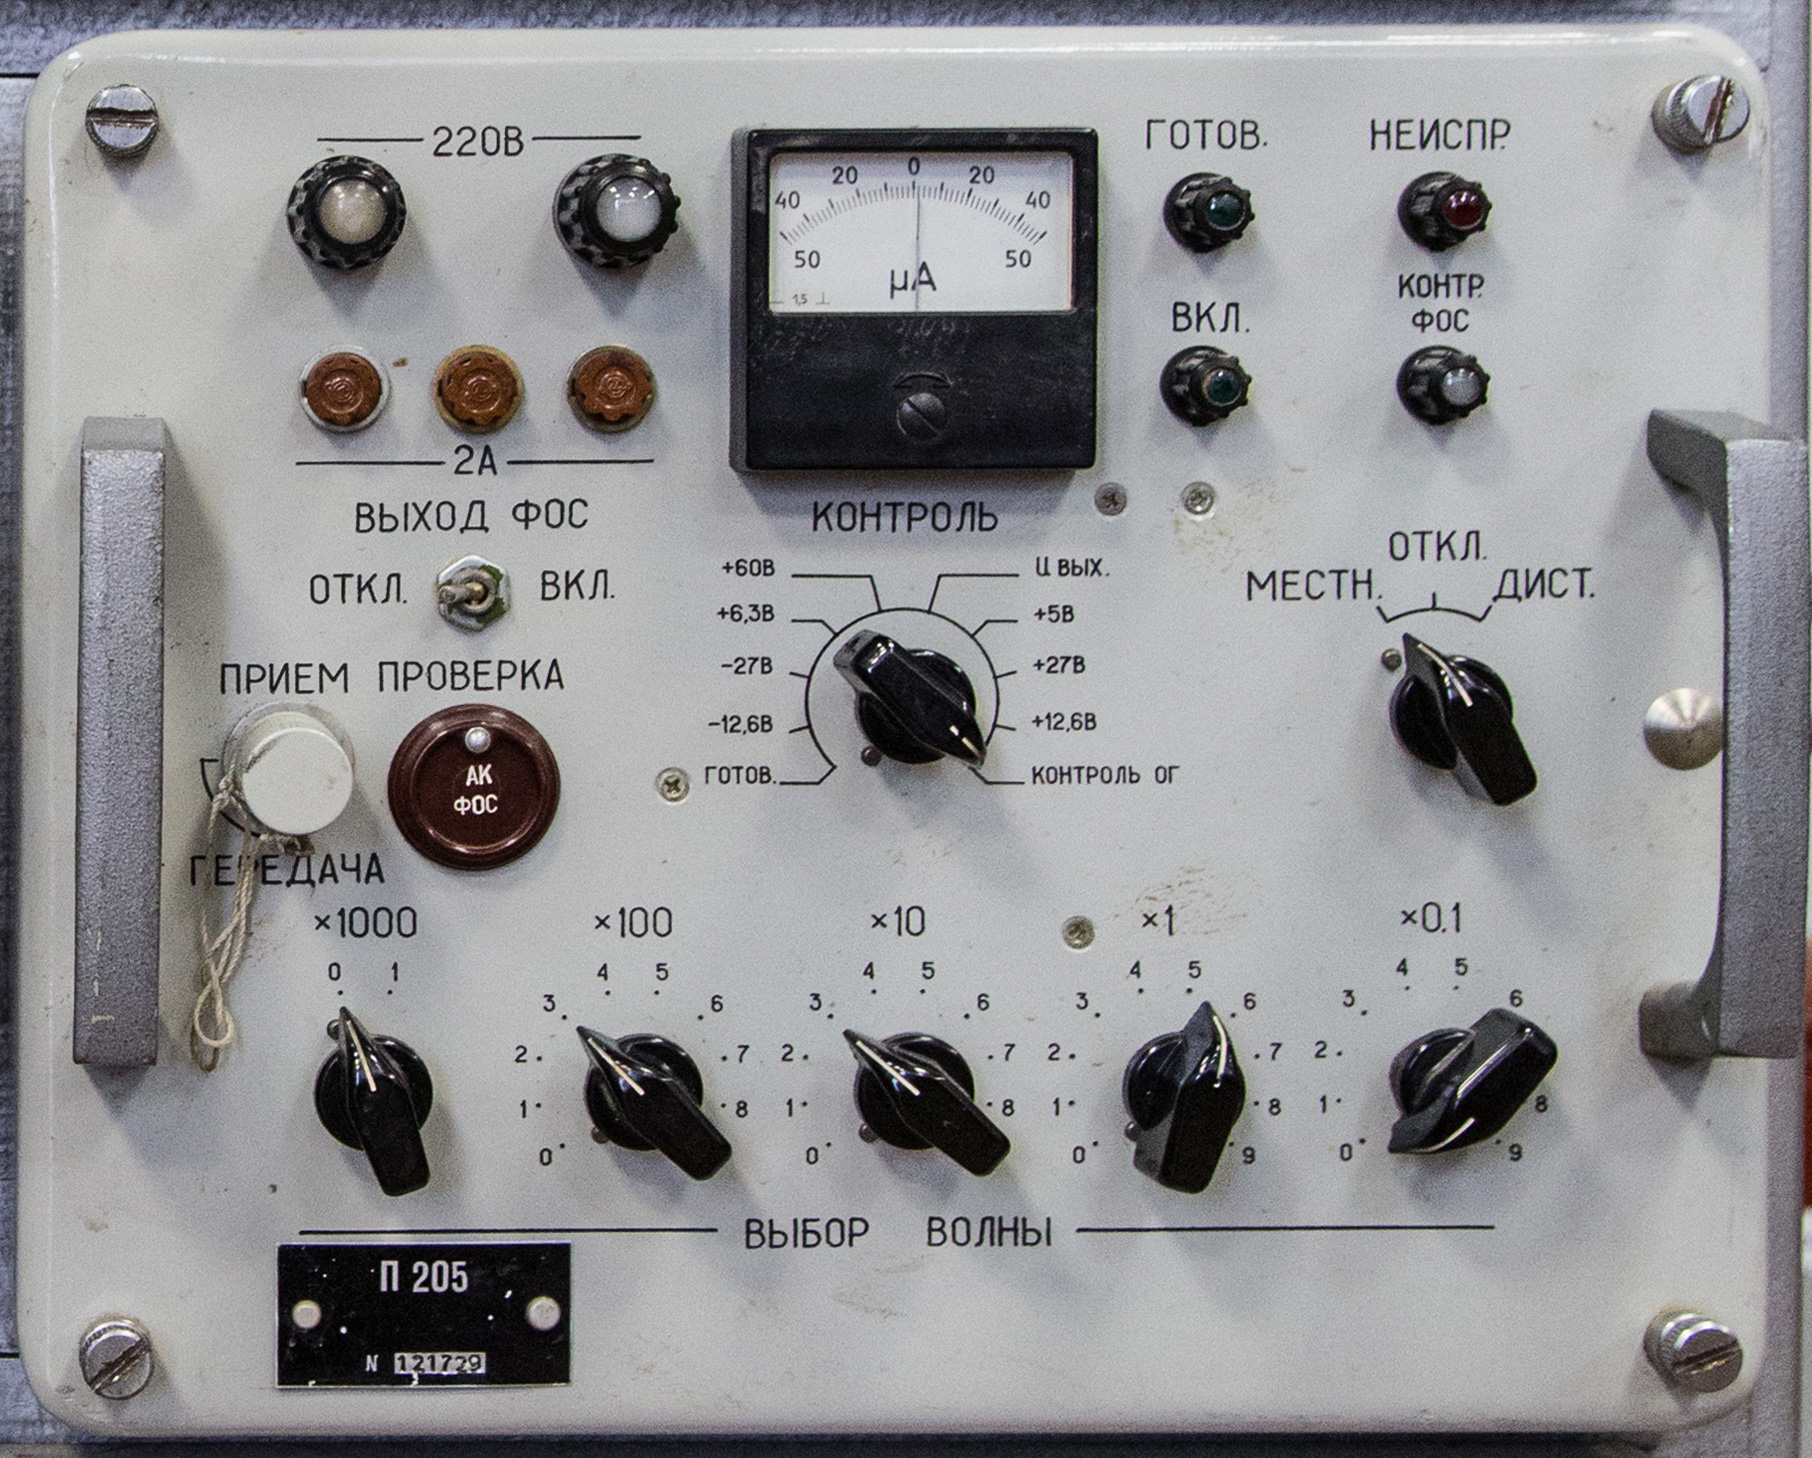 220В
ГОТОВ.
НЕИСПР.
40 20 0 20 40
50 50
µA
1,5
ВКЛ.
КОНТР.
ФОС
2А
ВЫХОД ФОС
ОТКЛ. ВКЛ.
КОНТРОЛЬ
+60В U ВЫХ.
+6,3В +5В
-27В +27В
-12,6В +12,6В
ГОТОВ. КОНТРОЛЬ ОГ
ОТКЛ.
МЕСТН. ДИСТ.
ПРИЕМ ПРОВЕРКА
АК
ФОС
ПЕРЕДАЧА
×1000 ×100 ×10 ×1 ×0.1
0 1
0 1 2 3 4 5 6 7 8
0 1 2 3 4 5 6 7 8
0 1 2 3 4 5 6 7 8 9
0 1 2 3 4 5 6 8 9
ВЫБОР ВОЛНЫ
П 205
N 121729